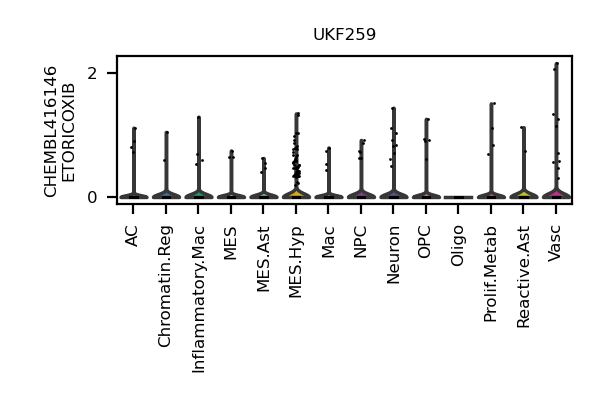 UKF259
CHEMBL416146
ETORICOXIB
2
0
AC
Chromatin.Reg
Inflammatory.Mac
MES
MES.Ast
MES.Hyp
Mac
NPC
Neuron
OPC
Oligo
Prolif.Metab
Reactive.Ast
Vasc